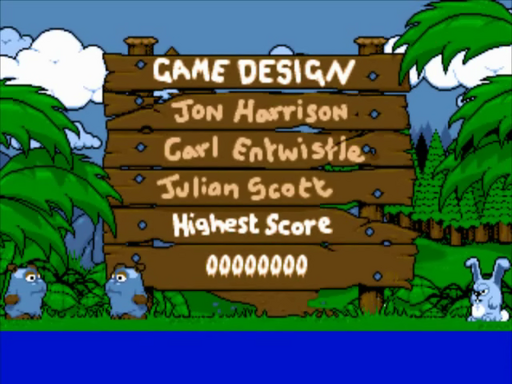 GAME DESIGN
Jon Harrison
Carl Entwistle
Julian Scott
Highest Score
00000000